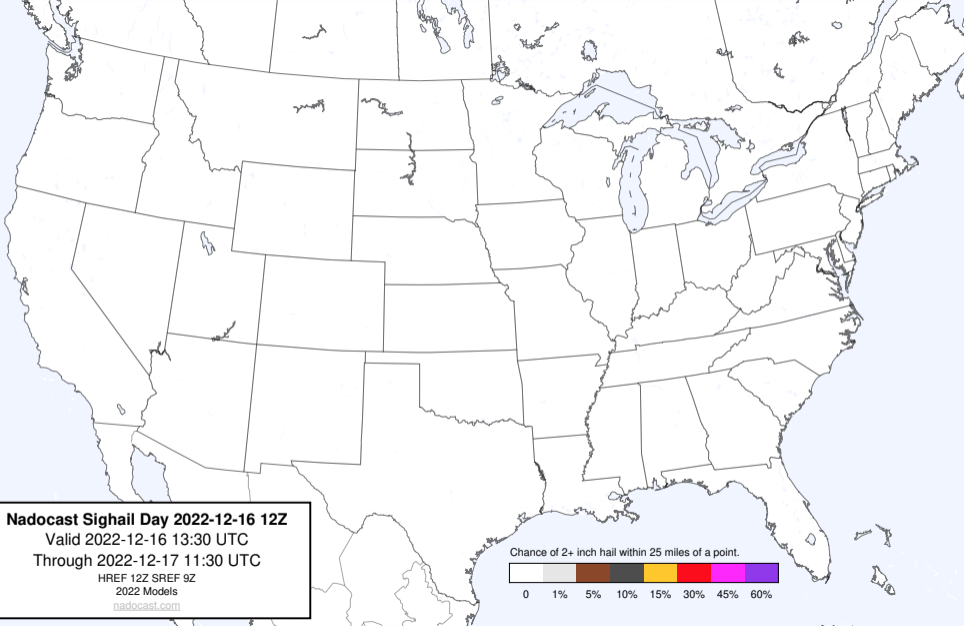 Nadocast Sighail Day 2022-12-16 12Z
Valid 2022-12-16 13:30 UTC
Through 2022-12-17 11:30 UTC
HREF 12Z SREF 9Z
2022 Models
nadocast.com
Chance of 2+ inch hail within 25 miles of a point.
0 1% 5% 10% 15% 30% 45% 60%